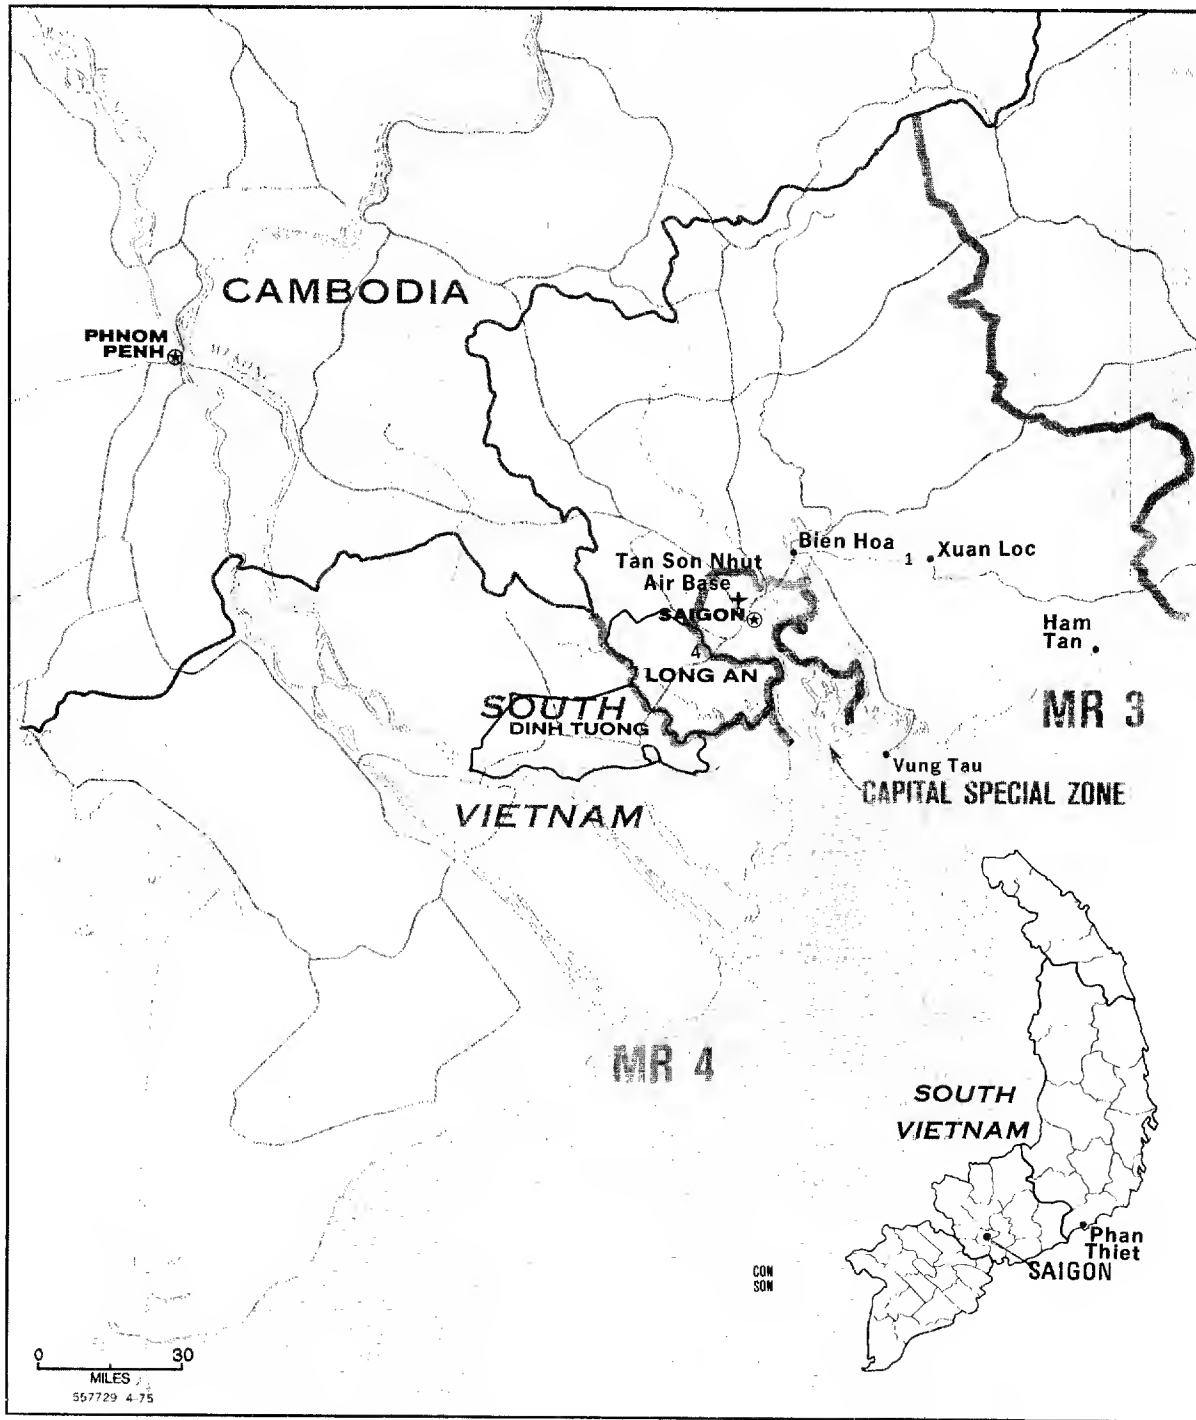 CAMBODIA
PHNOM
PENH
MEKONG
Tan Son Nhut
Air Base
SAIGON
Bien Hoa
1
Xuan Loc
Ham
Tan
4
LONG AN
MR 3
SOUTH
DINH TUONG
Vung Tau
CAPITAL SPECIAL ZONE
VIETNAM
MR 4
SOUTH
VIETNAM
Phan
Thiet
SAIGON
CON
SON
0 30
MILES
557729 4-75